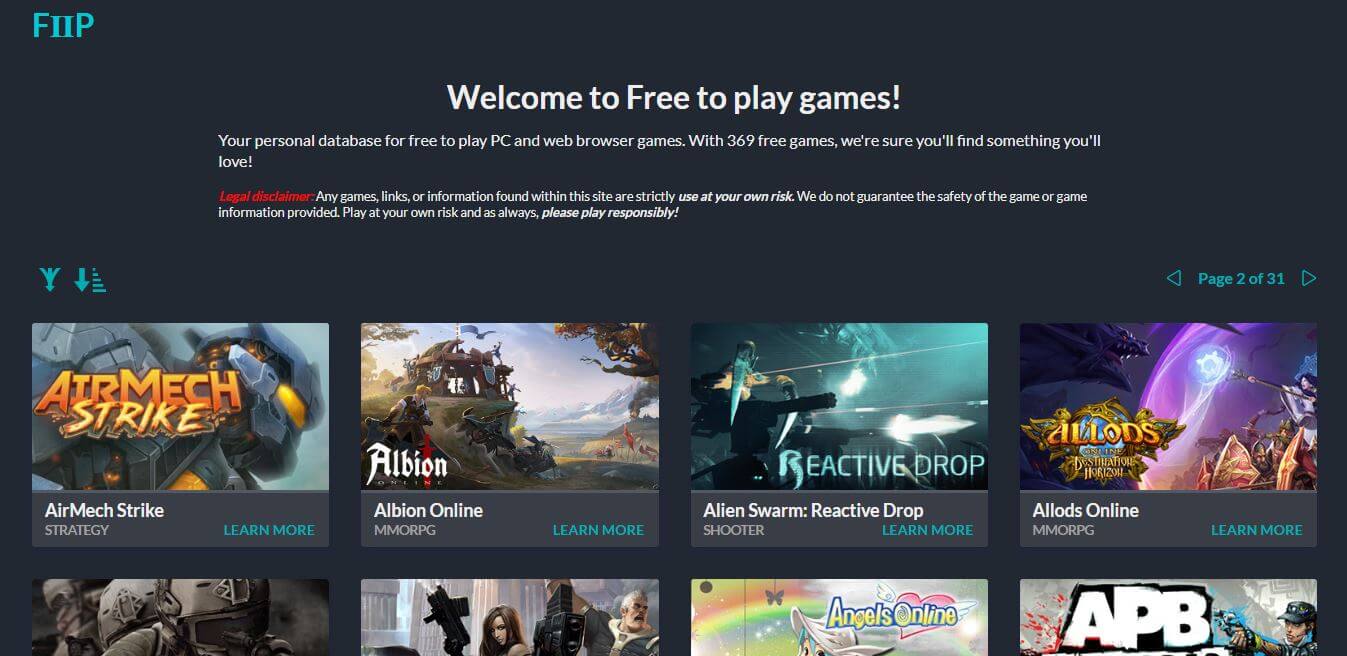 FIIP
Welcome to Free to play games!
Your personal database for free to play PC and web browser games. With 369 free games, we're sure you'll find something you'll
love!
Legal disclaimer: Any games, links, or information found within this site are strictly use at your own risk. We do not guarantee the safety of the game or game
information provided. Play at your own risk and as always, please play responsibly!
Page 2 of 31
AIRMECH
STRIKE
Albion
ONLINE
REACTIVE DROP
ALLODS
ONLINE
DESTINATION
HORIZON
AirMech Strike
STRATEGY
LEARN MORE
Albion Online
MMORPG
LEARN MORE
Alien Swarm: Reactive Drop
SHOOTER
LEARN MORE
Allods Online
MMORPG
LEARN MORE
Angels Online
APB